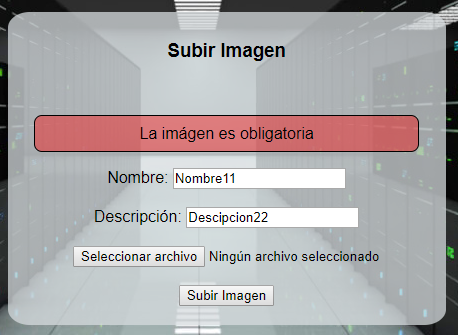 Subir Imagen
La imágen es obligatoria
Nombre: Nombre11
Descripción: Descipcion22
Seleccionar archivo Ningún archivo seleccionado
Subir Imagen